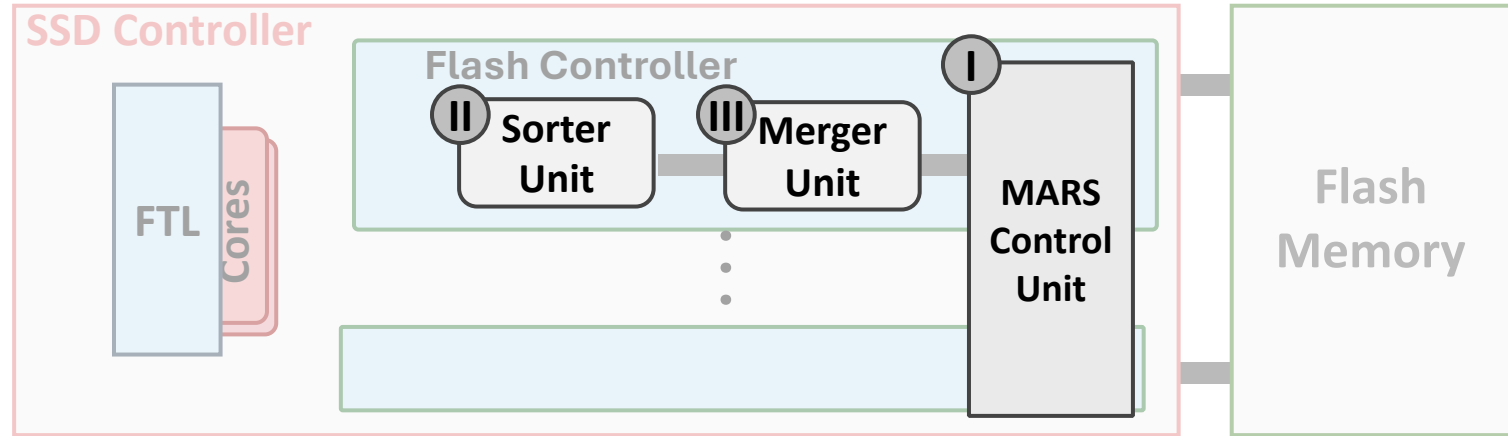 SSD Controller
Flash Controller
I
II
Sorter
Unit
III
Merger
Unit
MARS
Control
Unit
FTL
Cores
Flash
Memory